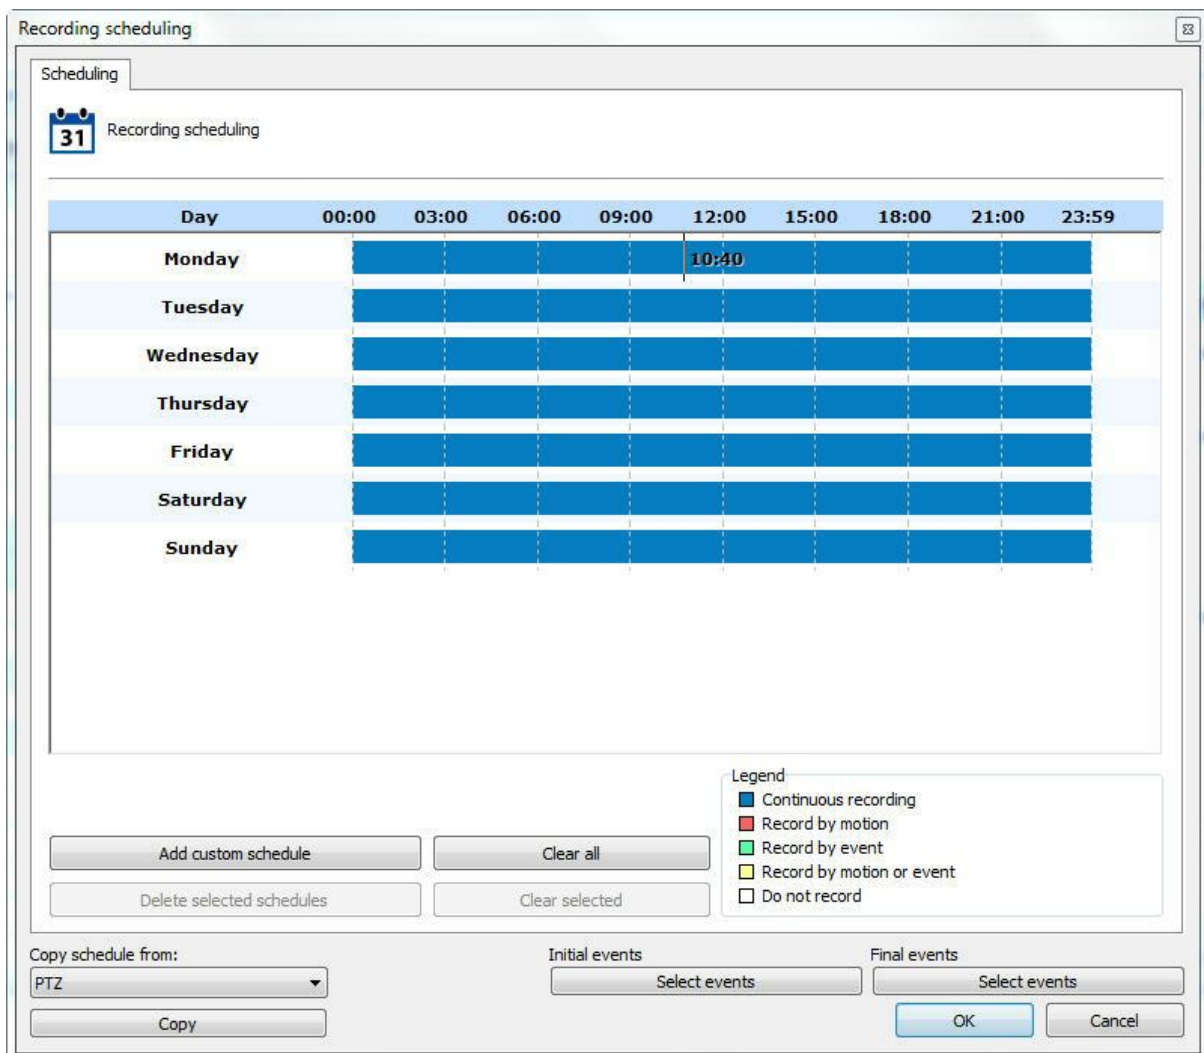 Recording scheduling
Scheduling
31 Recording scheduling
Day 00:00 03:00 06:00 09:00 12:00 15:00 18:00 21:00 23:59
Monday 10:40
Tuesday
Wednesday
Thursday
Friday
Saturday
Sunday
Legend
Continuous recording
Record by motion
Record by event
Record by motion or event
Do not record
Add custom schedule Clear all
Delete selected schedules Clear selected
Copy schedule from: Initial events Final events
PTZ Select events Select events
Copy OK Cancel